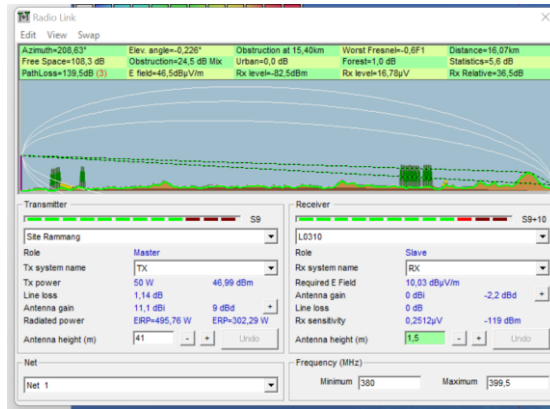 Radio Link
Edit View Swap
Azimuth=208,63° Elev. angle=-0,226° Obstruction at 15,40km Worst Fresnel=-0,6F1 Distance=16,07km
Free Space=108,3 dB Obstruction=24,5 dB Mix Urban=0,0 dB Forest=1,0 dB Statistics=5,6 dB
PathLoss=139,5dB (3) E field=46,5dBµV/m Rx level=-82,5dBm Rx level=16,78µV Rx Relative=36,5dB
Transmitter
S9
Site Rammang
Role Master
Tx system name TX
Tx power 50 W 46,99 dBm
Line loss 1,14 dB
Antenna gain 11,1 dBi 9 dBd +
Radiated power EIRP=495,76 W ERP=302,29 W
Antenna height (m) 41 - + Undo
Receiver
S9+10
L0310
Role Slave
Rx system name RX
Required E Field 10,03 dBµV/m
Antenna gain 0 dBi -2,2 dBd +
Line loss 0 dB
Rx sensitivity 0,2512µV -119 dBm
Antenna height (m) 1,5 - + Undo
Net
Net 1
Frequency (MHz)
Minimum 380 Maximum 399,5